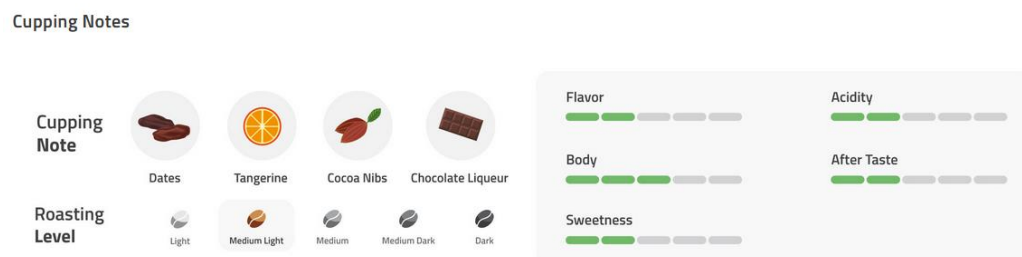 Cupping Notes
Cupping
Note
Dates
Tangerine
Cocoa Nibs
Chocolate Liqueur
Roasting
Level
Light
Medium Light
Medium
Medium Dark
Dark
Flavor
Acidity
Body
After Taste
Sweetness